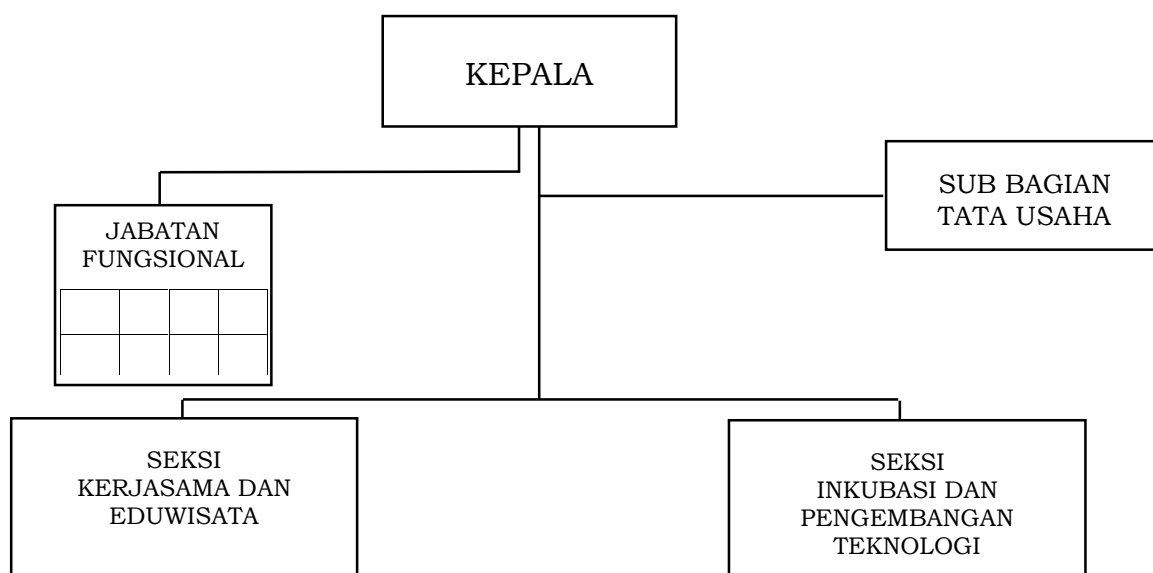 KEPALA
SUB BAGIAN
TATA USAHA
JABATAN
FUNGSIONAL
SEKSI
KERJASAMA DAN
EDUWISATA
SEKSI
INKUBASI DAN
PENGEMBANGAN
TEKNOLOGI